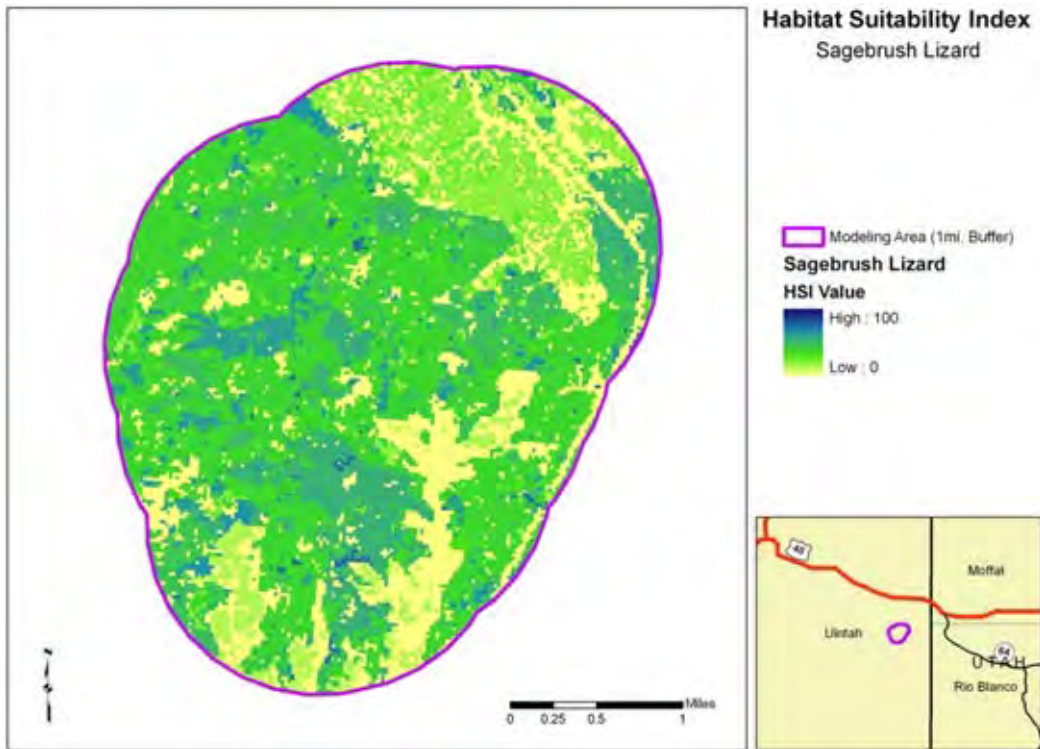 Habitat Suitability Index
Sagebrush Lizard
Modeling Area (1mi. Buffer)
Sagebrush Lizard
HSI Value
High : 100
Low : 0
Miles
0 0.25 0.5 1
40
Moffat
Uintah
64
UTAH
Rio Blanco